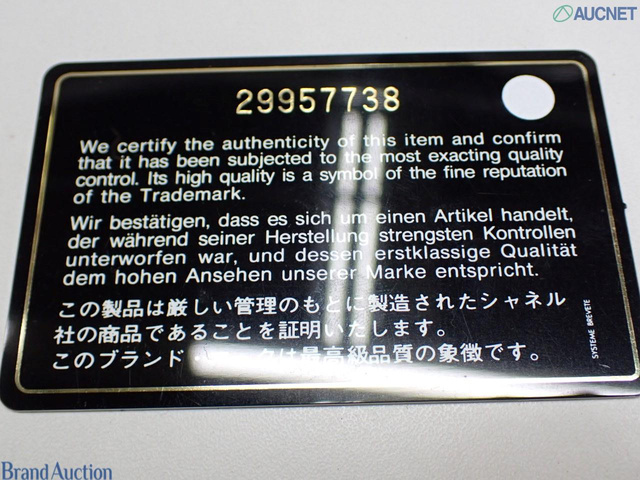 AUCNET
29957738
We certify the authenticity of this item and confirm
that it has been subjected to the most exacting quality
control. Its high quality is a symbol of the fine reputation
of the Trademark.
Wir bestätigen, dass es sich um einen Artikel handelt,
der während seiner Herstellung strengsten Kontrollen
unterworfen war, und dessen erstklassige Qualität
dem hohen Ansehen unserer Marke entspricht.
この製品は厳しい管理のもとに製造されたシャネル
社の商品であることを証明いたします。
このブランド クは最高級品質の象徴です。
SYSTEME BREVETE
Brand Auction